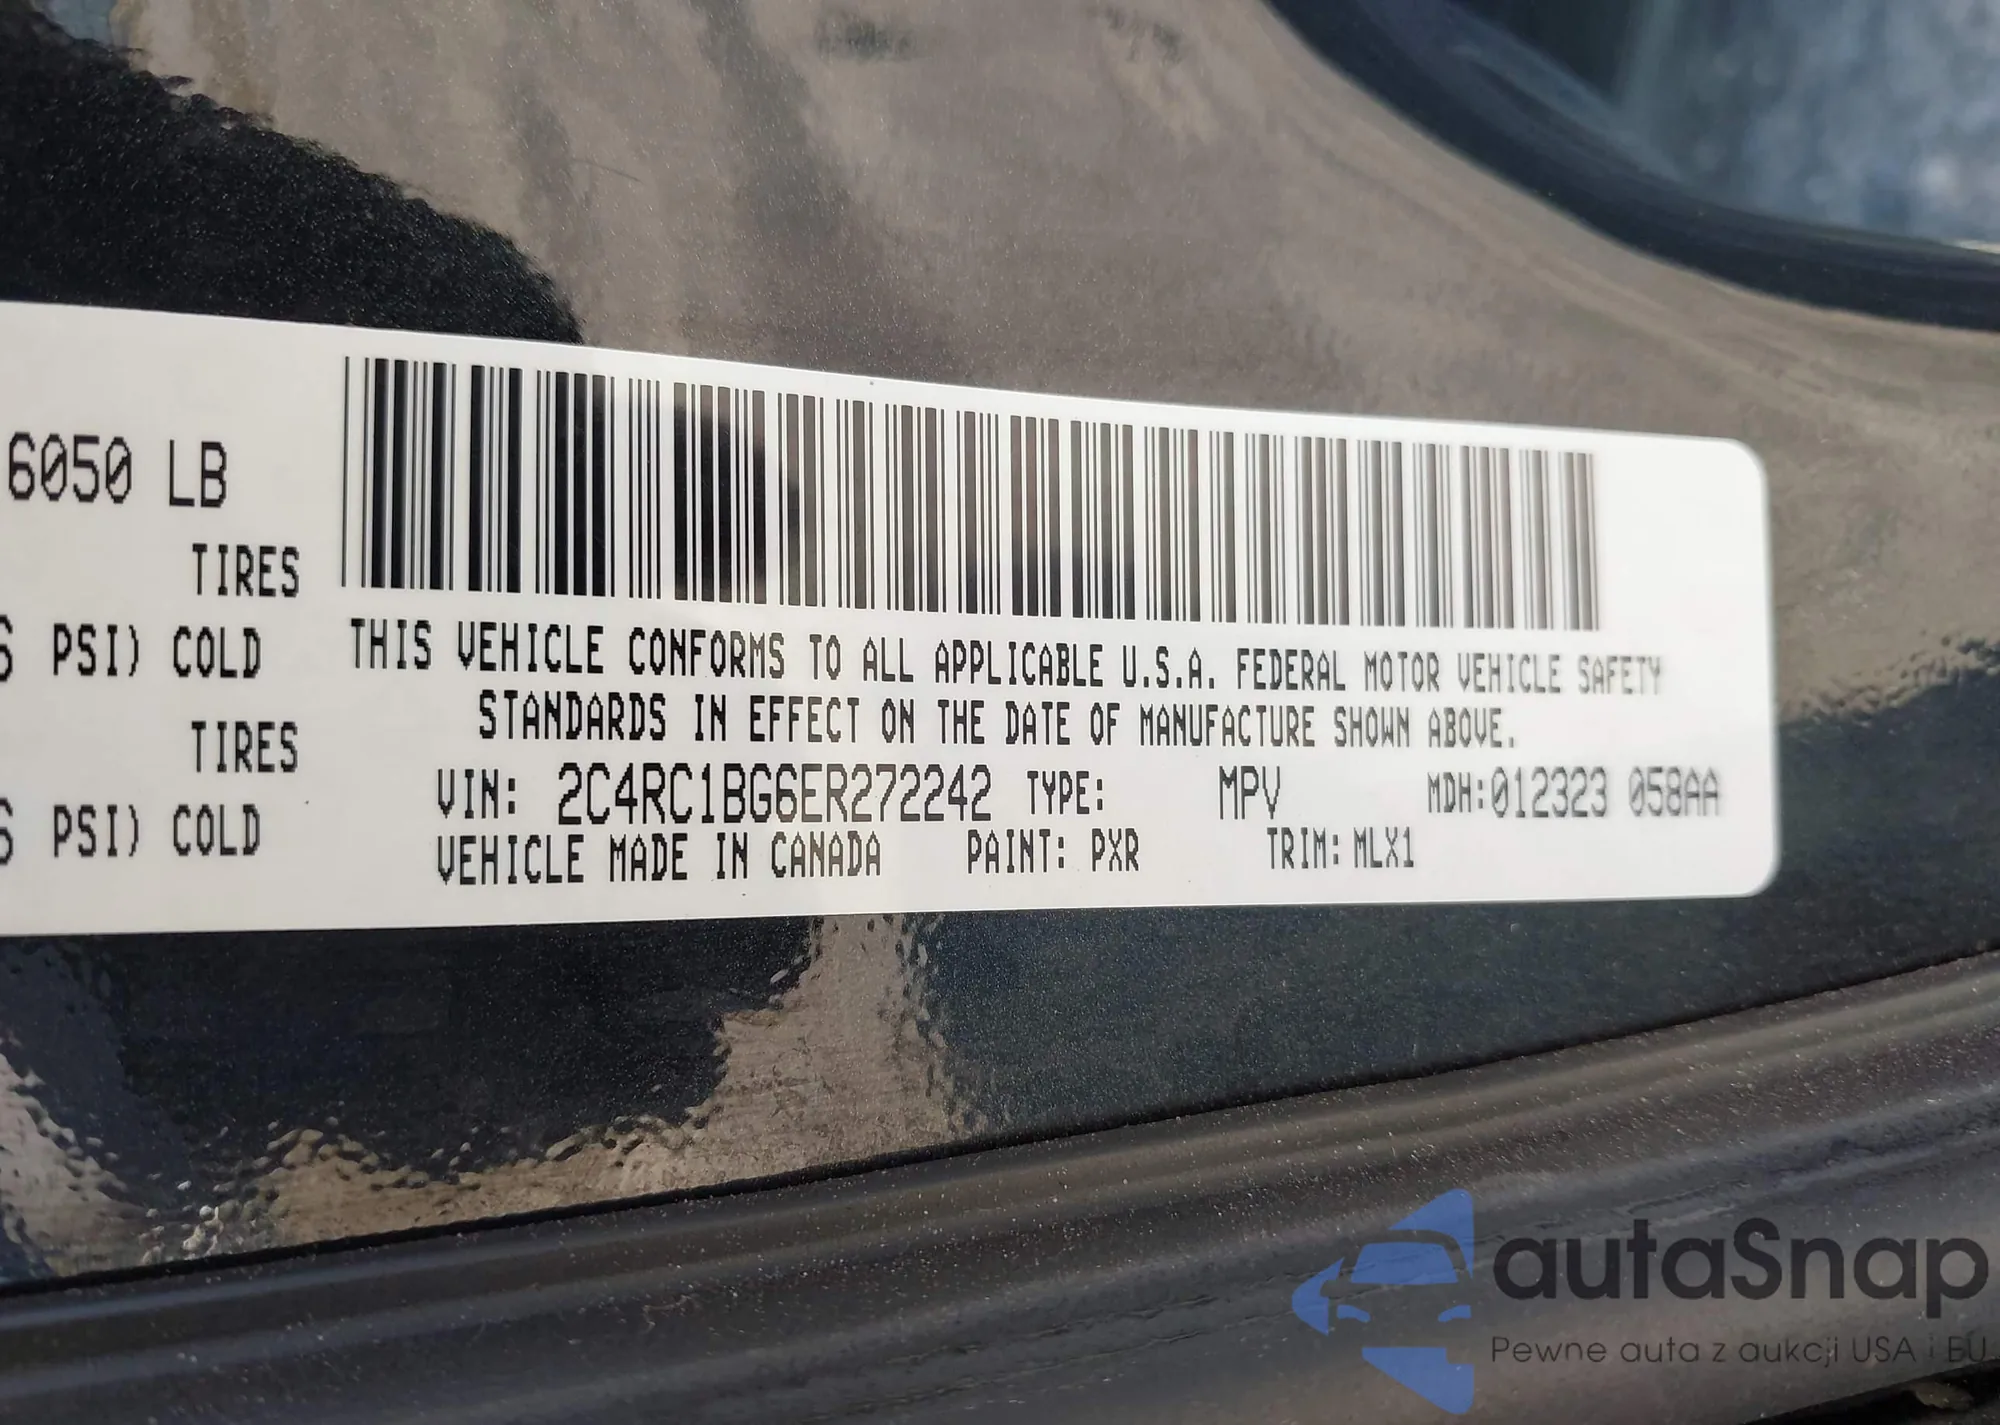 6050 LB
TIRES
PSI) COLD
TIRES
PSI) COLD
THIS VEHICLE CONFORMS TO ALL APPLICABLE U.S.A. FEDERAL MOTOR VEHICLE SAFETY
STANDARDS IN EFFECT ON THE DATE OF MANUFACTURE SHOWN ABOVE.
VIN: 2C4RC1BG6ER272242 TYPE: MPV MDH:012323 058AA
VEHICLE MADE IN CANADA PAINT: PXR TRIM: MLX1
autaSnap
Pewne auta z aukcji USA i EU